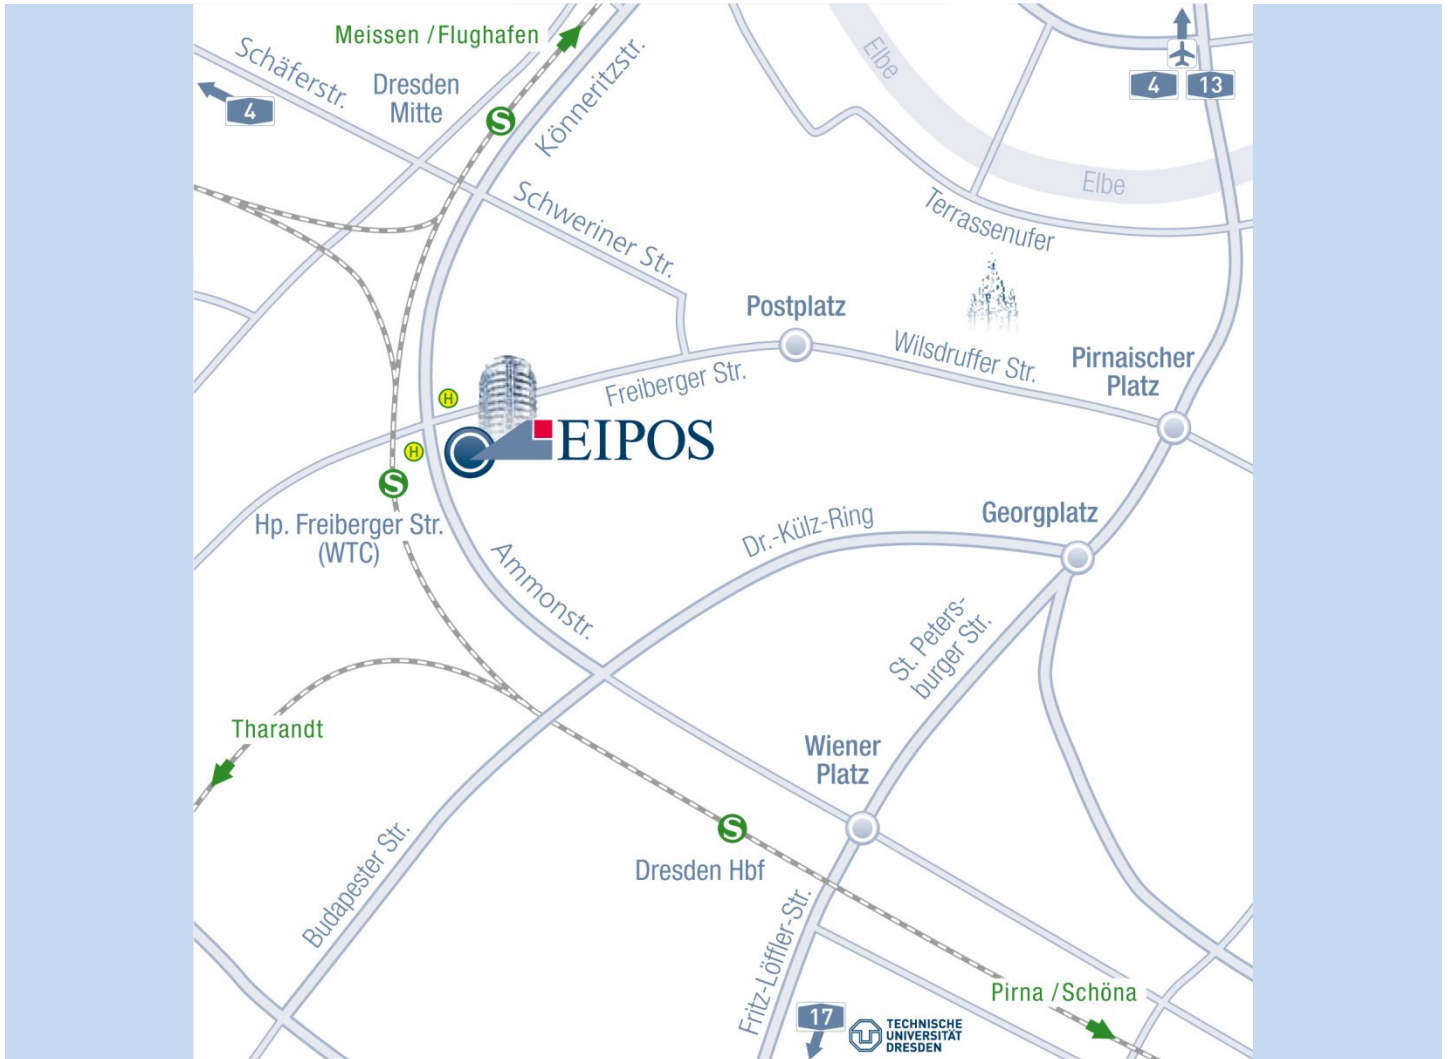 Meissen / Flughafen
Schäferstr.
Dresden
Mitte
S
4
Könneritzstr.
Elbe
4
13
Elbe
Schweriner Str.
Terrassenufer
Postplatz
Wilsdruffer Str.
Pirnaischer
Platz
Freiberger Str.
H
EIPOS
H
S
Hp. Freiberger Str.
(WTC)
Georgplatz
Dr.-Külz-Ring
Ammonstr.
St. Peters-
burger Str.
Tharandt
Wiener
Platz
S
Dresden Hbf
Budapester Str.
Fritz-Löffler-Str.
Pirna / Schöna
17
TU
TECHNISCHE
UNIVERSITÄT
DRESDEN